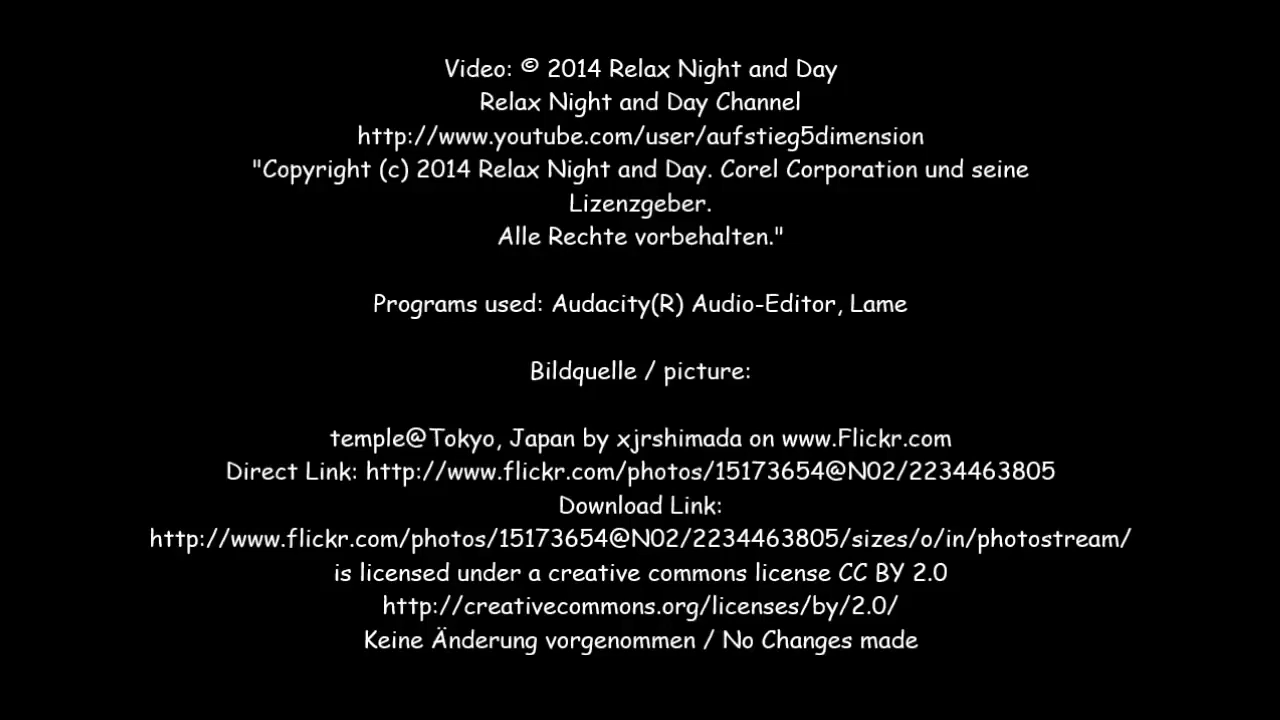 Video: © 2014 Relax Night and Day
Relax Night and Day Channel
http://www.youtube.com/user/aufstieg5dimension
"Copyright (c) 2014 Relax Night and Day. Corel Corporation und seine
Lizenzgeber.
Alle Rechte vorbehalten."
Programs used: Audacity(R) Audio-Editor, Lame
Bildquelle / picture:
temple@Tokyo, Japan by xjrshimada on www.Flickr.com
Direct Link: http://www.flickr.com/photos/15173654@N02/2234463805
Download Link:
http://www.flickr.com/photos/15173654@N02/2234463805/sizes/o/in/photostream/
is licensed under a creative commons license CC BY 2.0
http://creativecommons.org/licenses/by/2.0/
Keine Änderung vorgenommen / No Changes made